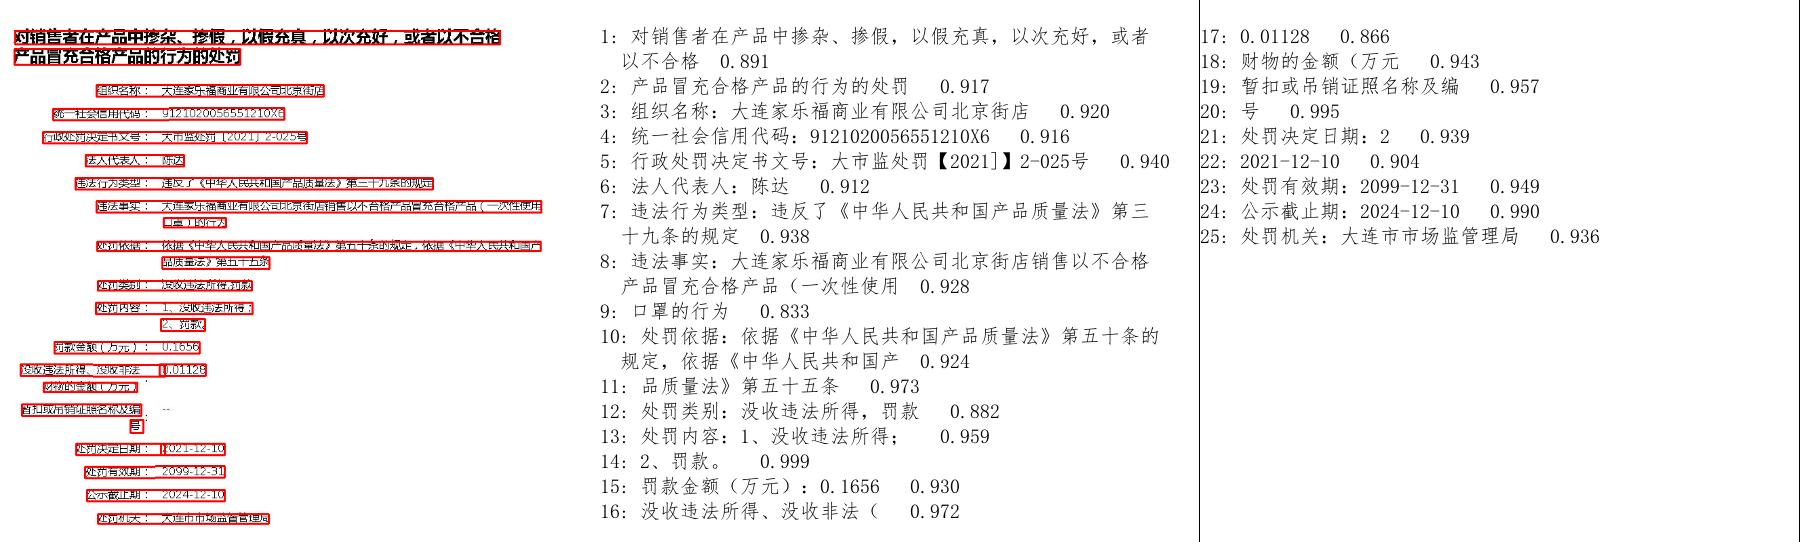 对销售者在产品中掺杂、掺假，以假充真，以次充好，或者以不合格
产品冒充合格产品的行为的处罚
组织名称： 大连家乐福商业有限公司北京街店
统一社会信用代码： 9121020056551210X6
行政处罚决定书文号： 大市监处罚〔2021〕2-025号
法人代表人： 陈达
违法行为类型： 违反了《中华人民共和国产品质量法》第三十九条的规定
违法事实： 大连家乐福商业有限公司北京街店销售以不合格产品冒充合格产品（一次性使用
口罩）的行为
处罚依据： 依据《中华人民共和国产品质量法》第五十条的规定，依据《中华人民共和国产
品质量法》第五十五条
处罚类别： 没收违法所得,罚款
处罚内容： 1、没收违法所得；
2、罚款。
罚款金额（万元）： 0.1656
没收违法所得、没收非法 0.01128
财物的金额（万元）
暂扣或吊销证照名称及编 --
号
处罚决定日期： 2021-12-10
处罚有效期： 2099-12-31
公示截止期： 2024-12-10
处罚机关： 大连市市场监督管理局
1: 对销售者在产品中掺杂、掺假，以假充真，以次充好，或者
以不合格 0.891
2: 产品冒充合格产品的行为的处罚 0.917
3: 组织名称：大连家乐福商业有限公司北京街店 0.920
4: 统一社会信用代码：9121020056551210X6 0.916
5: 行政处罚决定书文号：大市监处罚【2021]】2-025号 0.940
6: 法人代表人：陈达 0.912
7: 违法行为类型：违反了《中华人民共和国产品质量法》第三
十九条的规定 0.938
8: 违法事实：大连家乐福商业有限公司北京街店销售以不合格
产品冒充合格产品（一次性使用 0.928
9: 口罩的行为 0.833
10: 处罚依据：依据《中华人民共和国产品质量法》第五十条的
规定，依据《中华人民共和国产 0.924
11: 品质量法》第五十五条 0.973
12: 处罚类别：没收违法所得，罚款 0.882
13: 处罚内容：1、没收违法所得； 0.959
14: 2、罚款。 0.999
15: 罚款金额（万元）：0.1656 0.930
16: 没收违法所得、没收非法（ 0.972
17: 0.01128 0.866
18: 财物的金额（万元 0.943
19: 暂扣或吊销证照名称及编 0.957
20: 号 0.995
21: 处罚决定日期：2 0.939
22: 2021-12-10 0.904
23: 处罚有效期：2099-12-31 0.949
24: 公示截止期：2024-12-10 0.990
25: 处罚机关：大连市市场监管理局 0.936